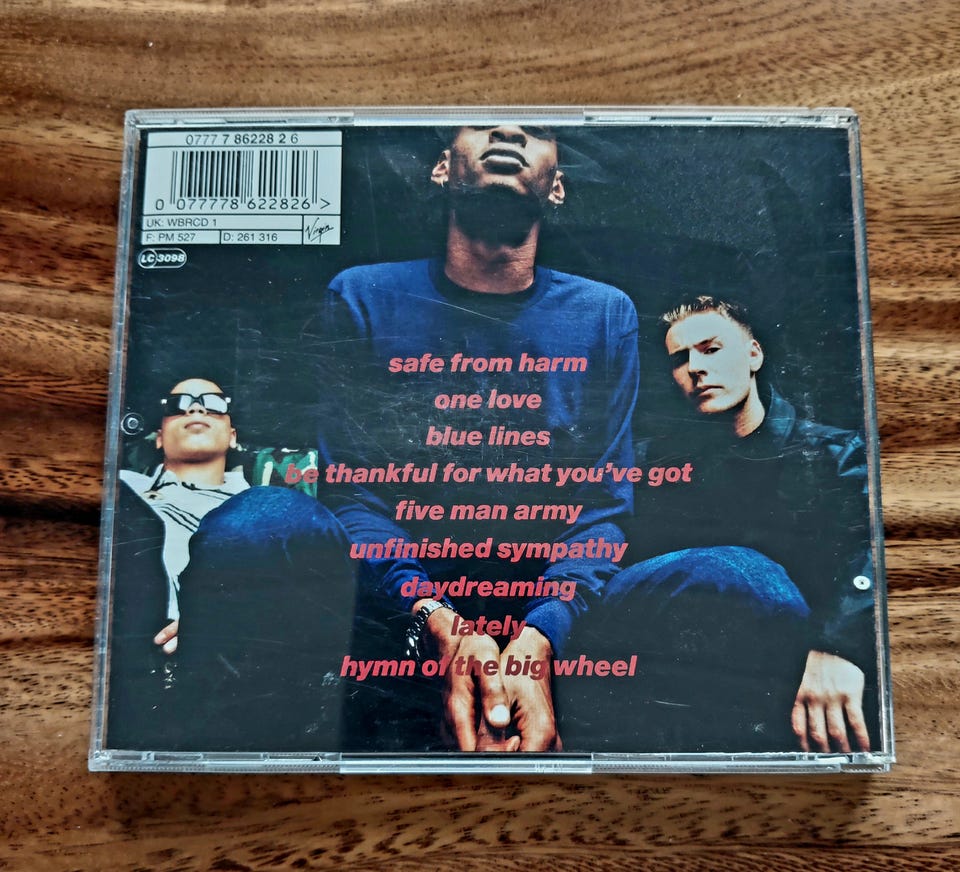 0777 7 86228 2 6
0 077778 622826 >
UK: WBRCD 1
F: PM 527 D: 261 316 Virgin
LC 3098
safe from harm
one love
blue lines
be thankful for what you've got
five man army
unfinished sympathy
daydreaming
lately
hymn of the big wheel